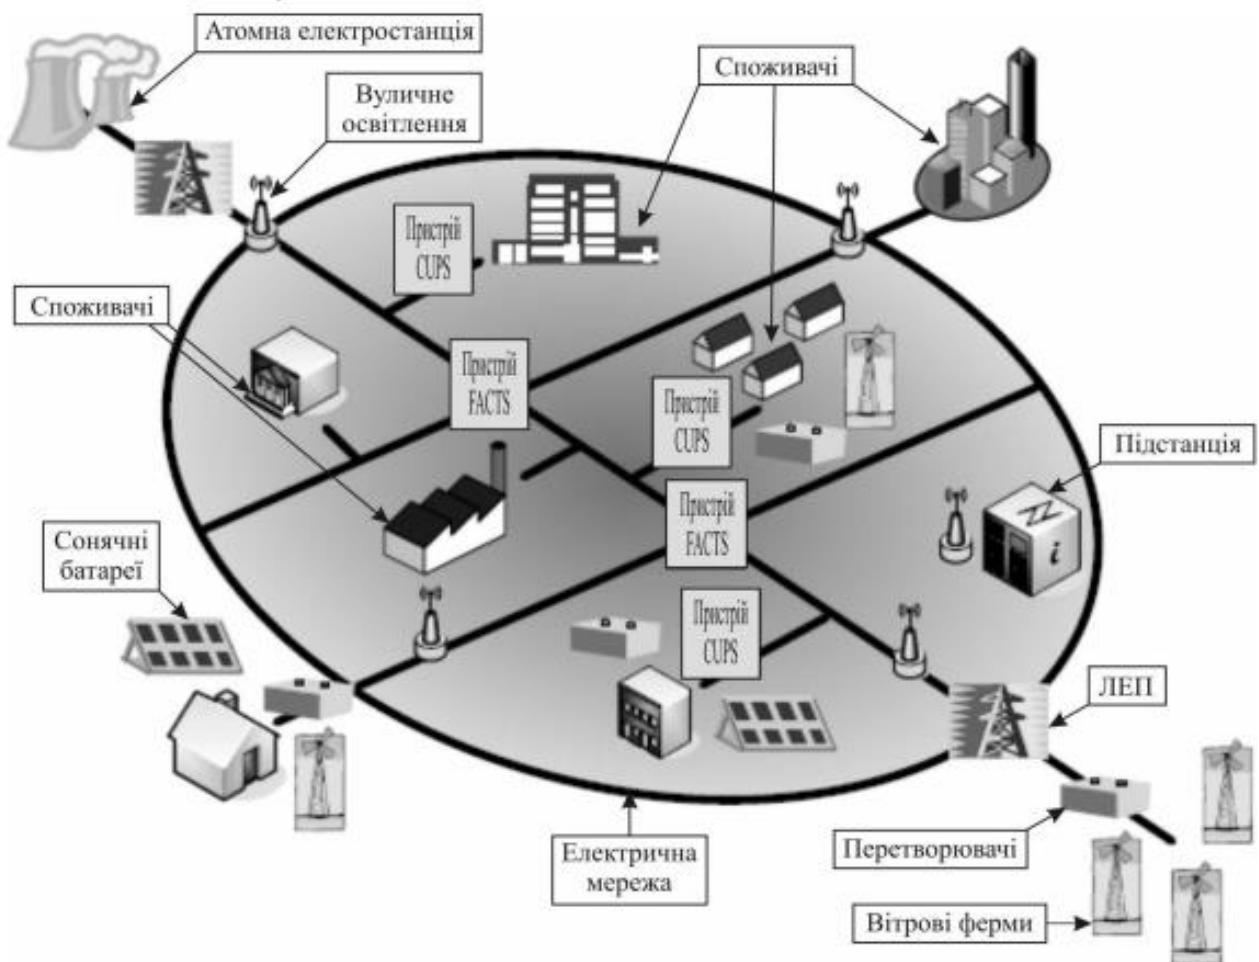 Атомна електростанція
Споживачі
Вуличне
освітлення
Пристрій
CUPS
Споживачі
Пристрій
FACTS
Пристрій
CUPS
Підстанція
Пристрій
FACTS
i
Сонячні
батареї
Пристрій
CUPS
ЛЕП
Електрична
мережа
Перетворювачі
Вітрові ферми